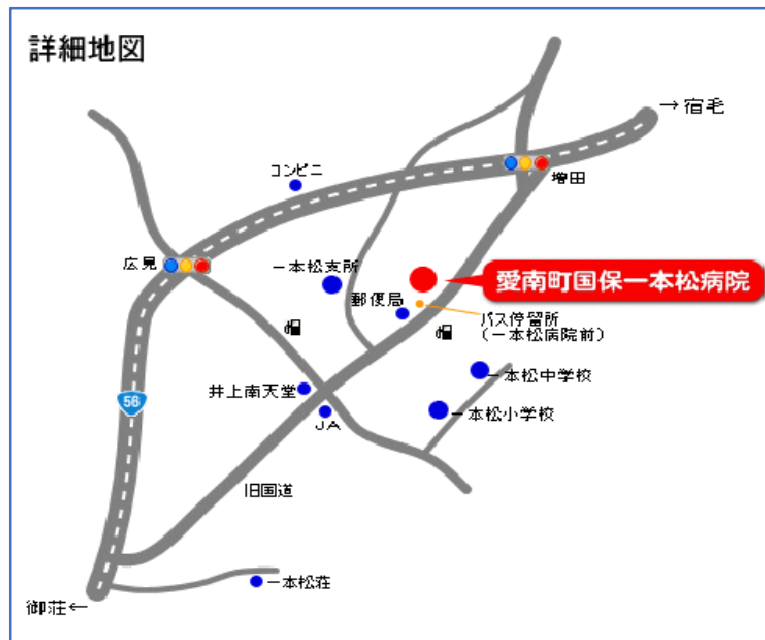 詳細地図
→宿毛
コンビニ
増田
広見
一本松支所
愛南町国保一本松病院
郵便局
バス停留所
(一本松病院前)
一本松中学校
井上南天堂
一本松小学校
JA
56
旧国道
一本松荘
御荘←